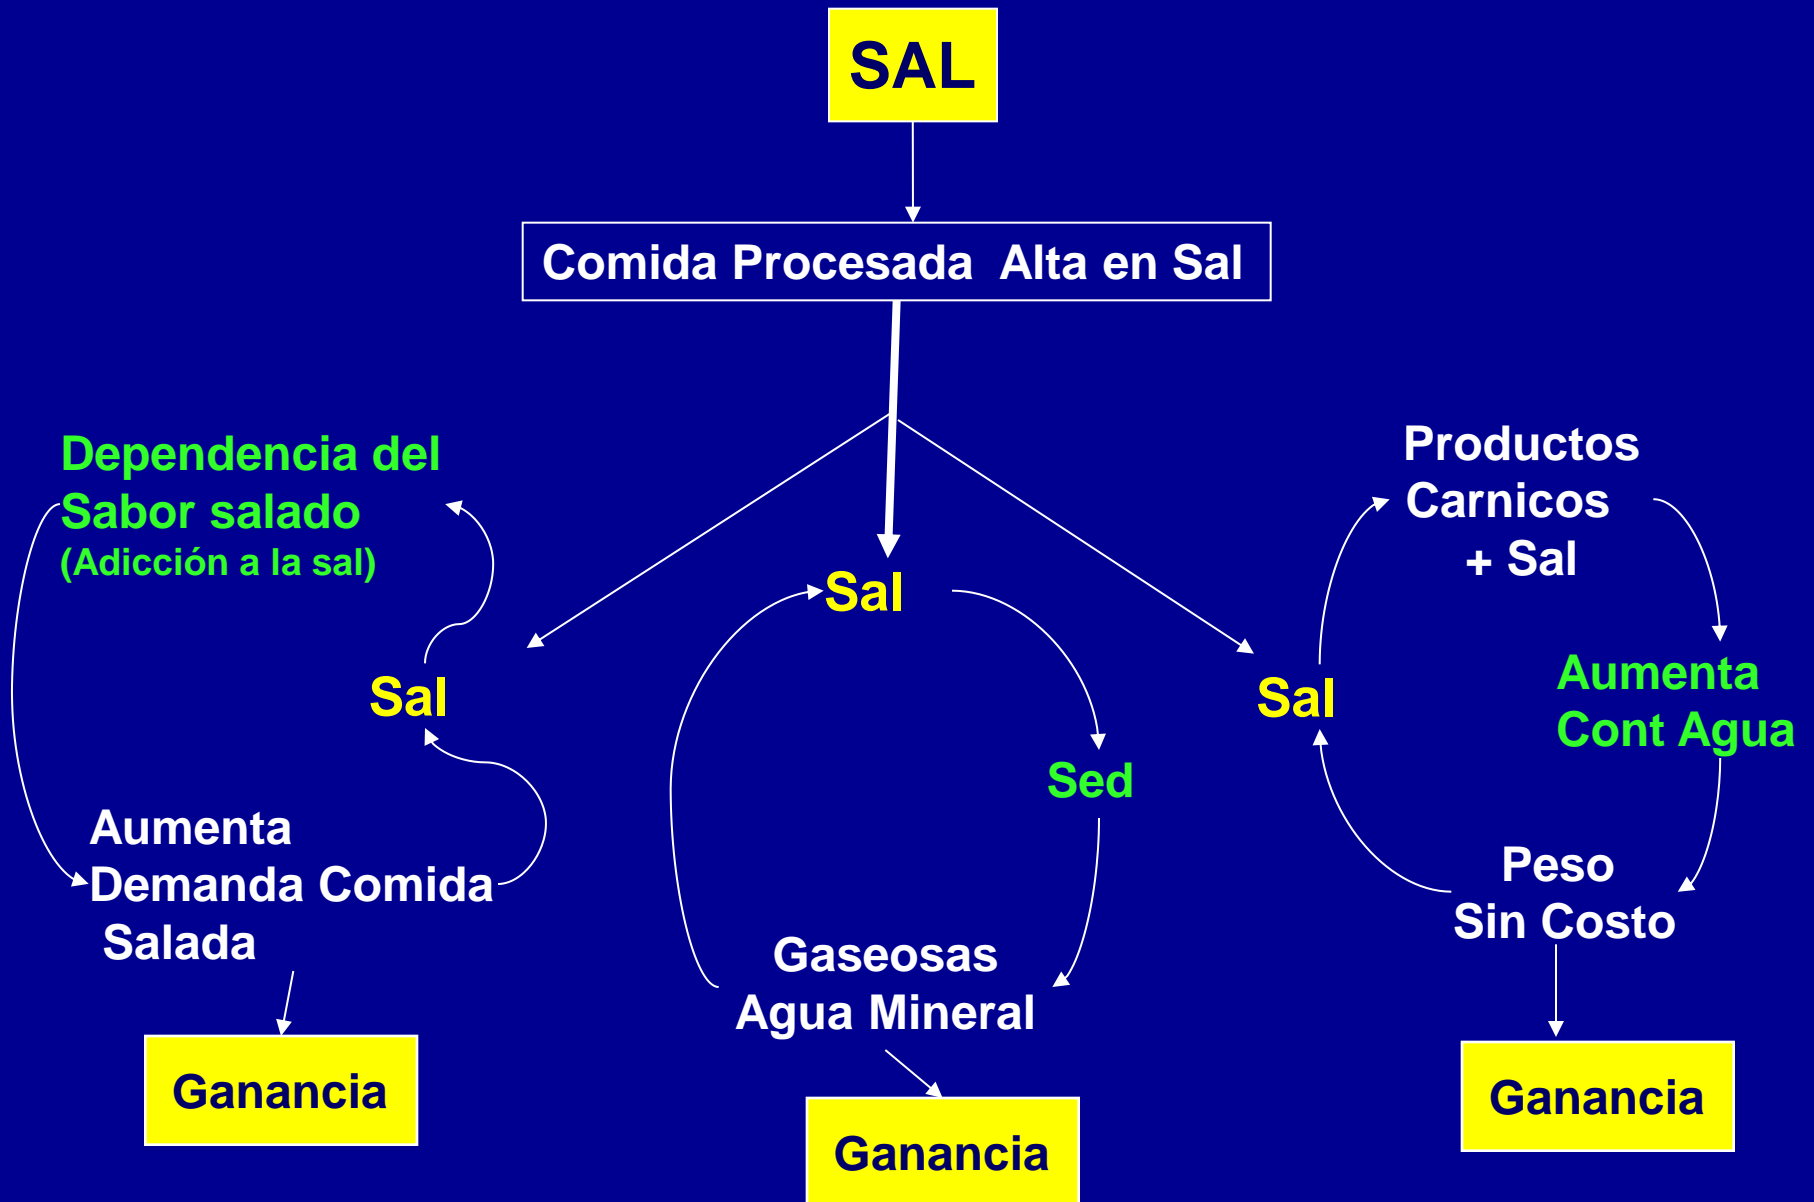 SAL
Comida Procesada  Alta en Sal
Dependencia del
Sabor salado
(Adicción a la sal)
Sal
Aumenta
Demanda Comida
Salada
Ganancia
Sal
Sed
Gaseosas
Agua Mineral
Ganancia
Productos
Carnicos
+ Sal
Sal
Aumenta
Cont Agua
Peso
Sin Costo
Ganancia